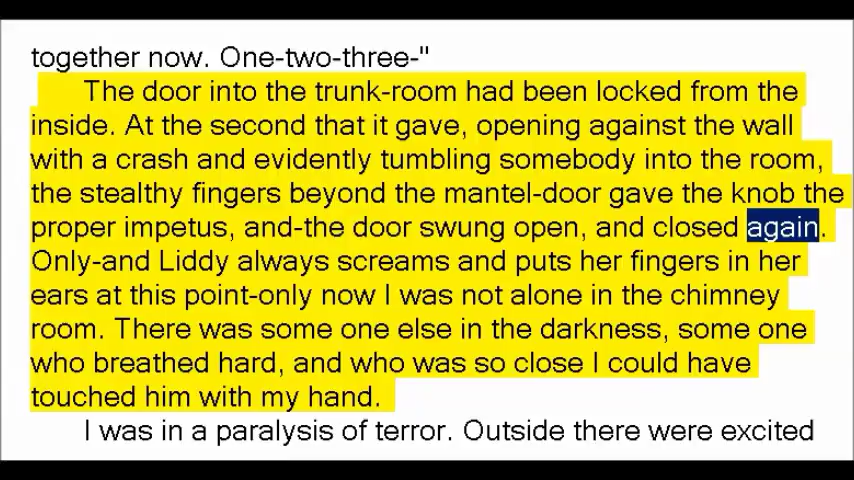 together now. One-two-three-"
The door into the trunk-room had been locked from the
inside. At the second that it gave, opening against the wall
with a crash and evidently tumbling somebody into the room,
the stealthy fingers beyond the mantel-door gave the knob the
proper impetus, and-the door swung open, and closed again.
Only-and Liddy always screams and puts her fingers in her
ears at this point-only now I was not alone in the chimney
room. There was some one else in the darkness, some one
who breathed hard, and who was so close I could have
touched him with my hand.
I was in a paralysis of terror. Outside there were excited